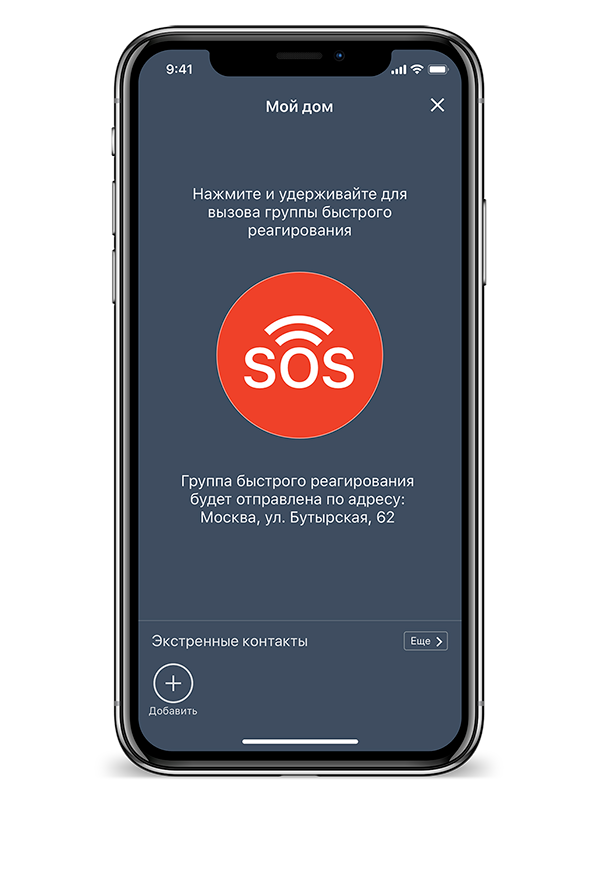 9:41
Мой дом
Нажмите и удерживайте для
вызова группы быстрого
реагирования
SOS
Группа быстрого реагирования
будет отправлена по адресу:
Москва, ул. Бутырская, 62
Экстренные контакты
Еще
Добавить